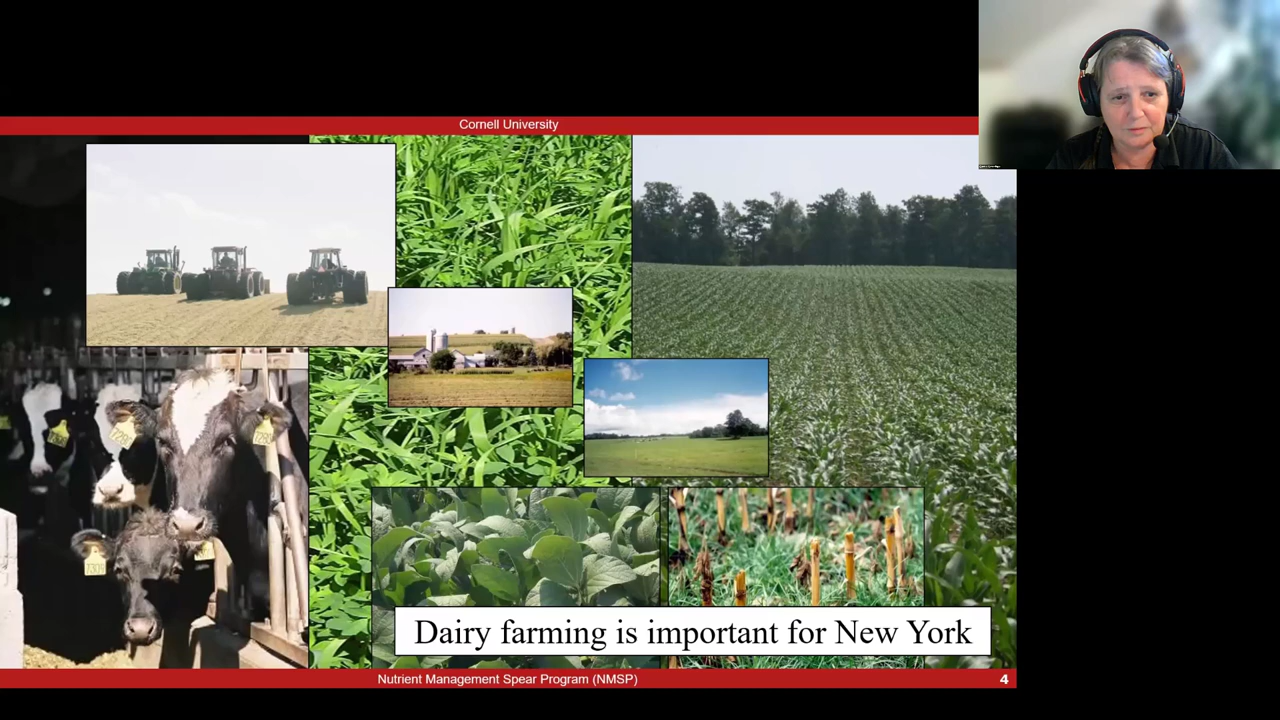 Cornell University
Dairy farming is important for New York
Nutrient Management Spear Program (NMSP)
4